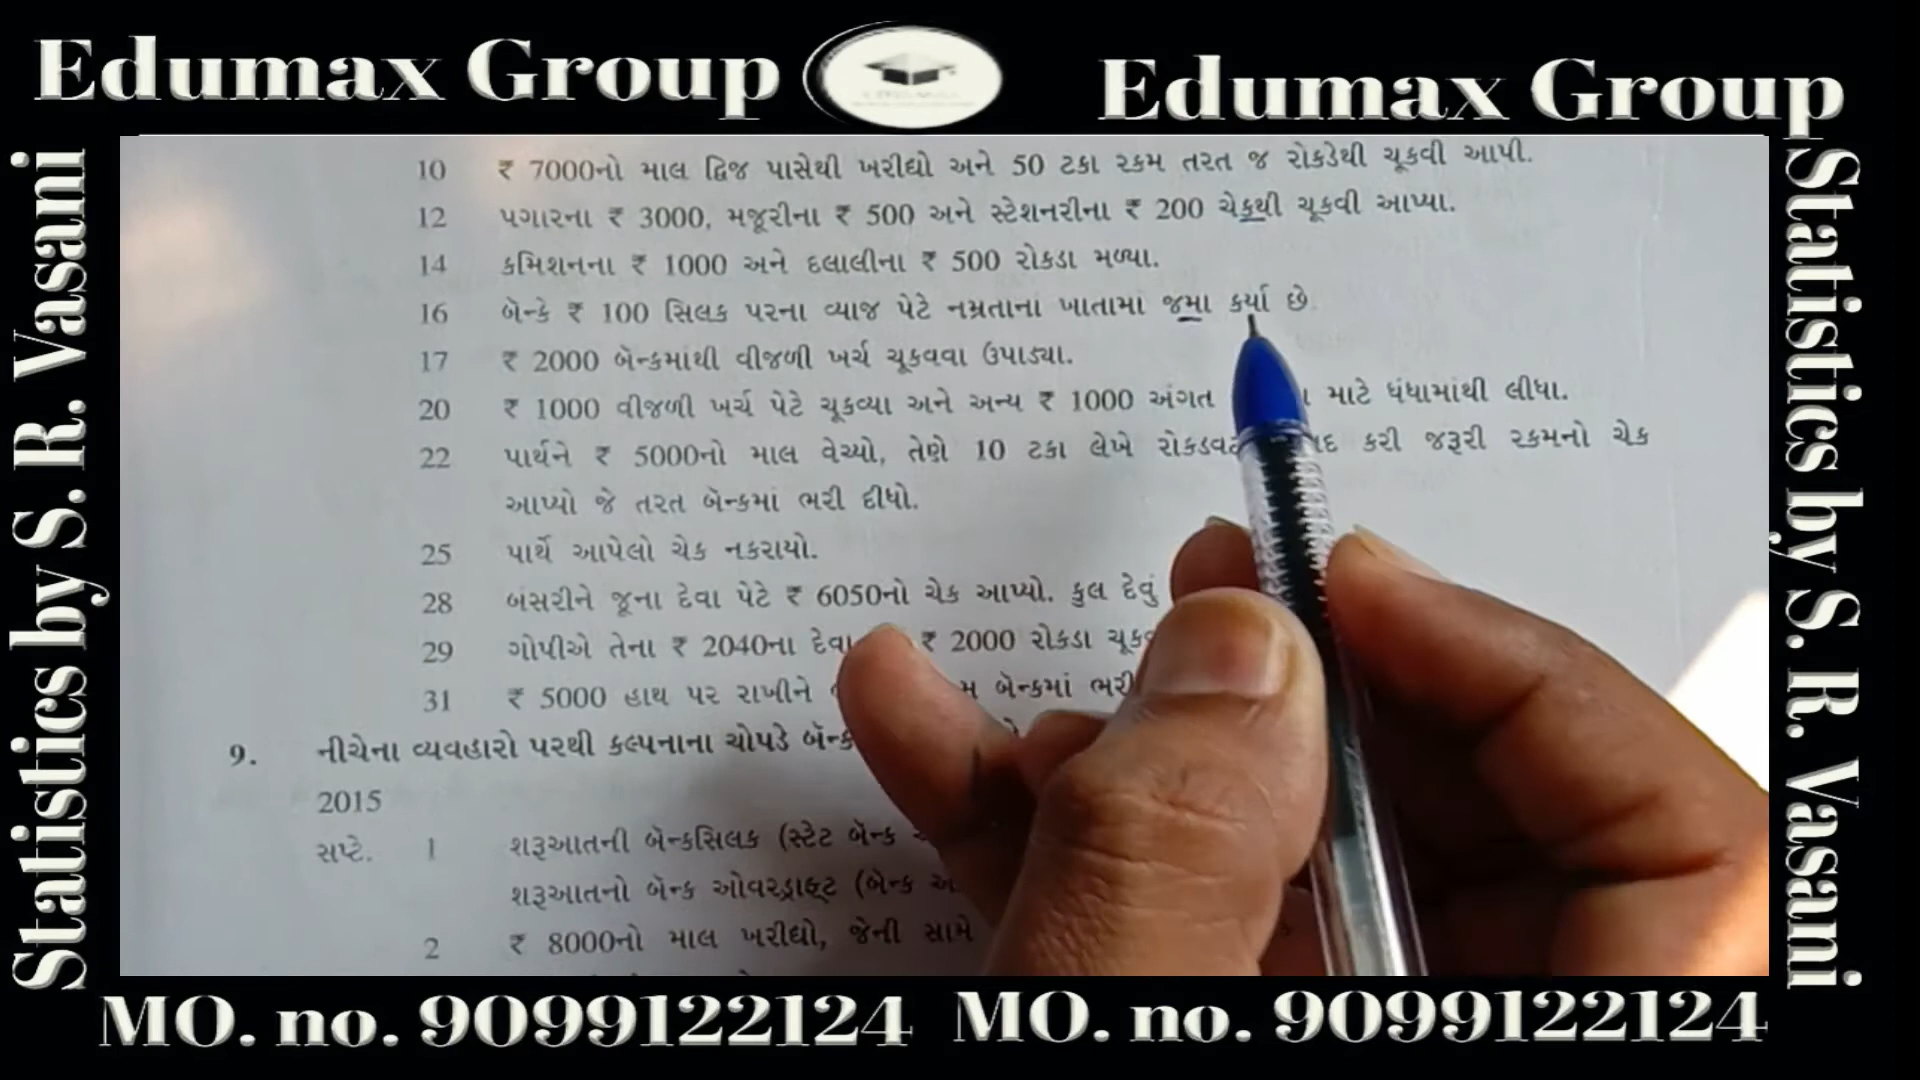 Edumax Group
Edumax Group
Statistics by S. R. Vasani
Statistics by S. R. Vasani
10 ₹ 7000નો માલ દ્વિજ પાસેથી ખરીધો અને 50 ટકા રકમ તરત જ રોકડેથી ચૂકવી આપી.
12 પગારના ₹ 3000, મજૂરીના ₹ 500 અને સ્ટેશનરીના ₹ 200 ચેકથી ચૂકવી આપ્યા.
14 કમિશનના ₹ 1000 અને દલાલીના ₹ 500 રોકડા મળ્યા.
16 બૅન્કે ₹ 100 સિલક પરના વ્યાજ પેટે નમ્રતાનાં ખાતામાં જમા કર્યા છે.
17 ₹ 2000 બૅન્કમાંથી વીજળી ખર્ચ ચૂકવવા ઉપાડ્યા.
20 ₹ 1000 વીજળી ખર્ચ પેટે ચૂકવ્યા અને અન્ય ₹ 1000 અંગત માટે ધંધામાંથી લીધા.
22 પાર્થને ₹ 5000નો માલ વેચ્યો, તેણે 10 ટકા લેખે કરી જરૂરી રકમનો ચેક
આપ્યો જે તરત બૅન્કમાં ભરી દીધો.
25 પાર્થે આપેલો ચેક નકરાયો.
28 બંસરીને જૂના દેવા પેટે ₹ 6050નો ચેક આપ્યો. કુલ દેવું
29 ગોપીએ તેના ₹ 2040ના ₹ 2000 રોકડા
31 ₹ 5000 હાથ પર રાખીને બૅન્કમાં
9. નીચેના વ્યવહારો પરથી કલ્પનાના ચોપડે
2015
સપ્ટે. 1 શરૂઆતની બૅન્કસિલક (સ્ટેટ બૅન્ક
શરૂઆતનો બૅન્ક ઓવરડ્રાફ્ટ (બૅન્ક
2 ₹ 8000નો માલ ખરીધો, જેની સામે
MO. no. 9099122124
MO. no. 9099122124